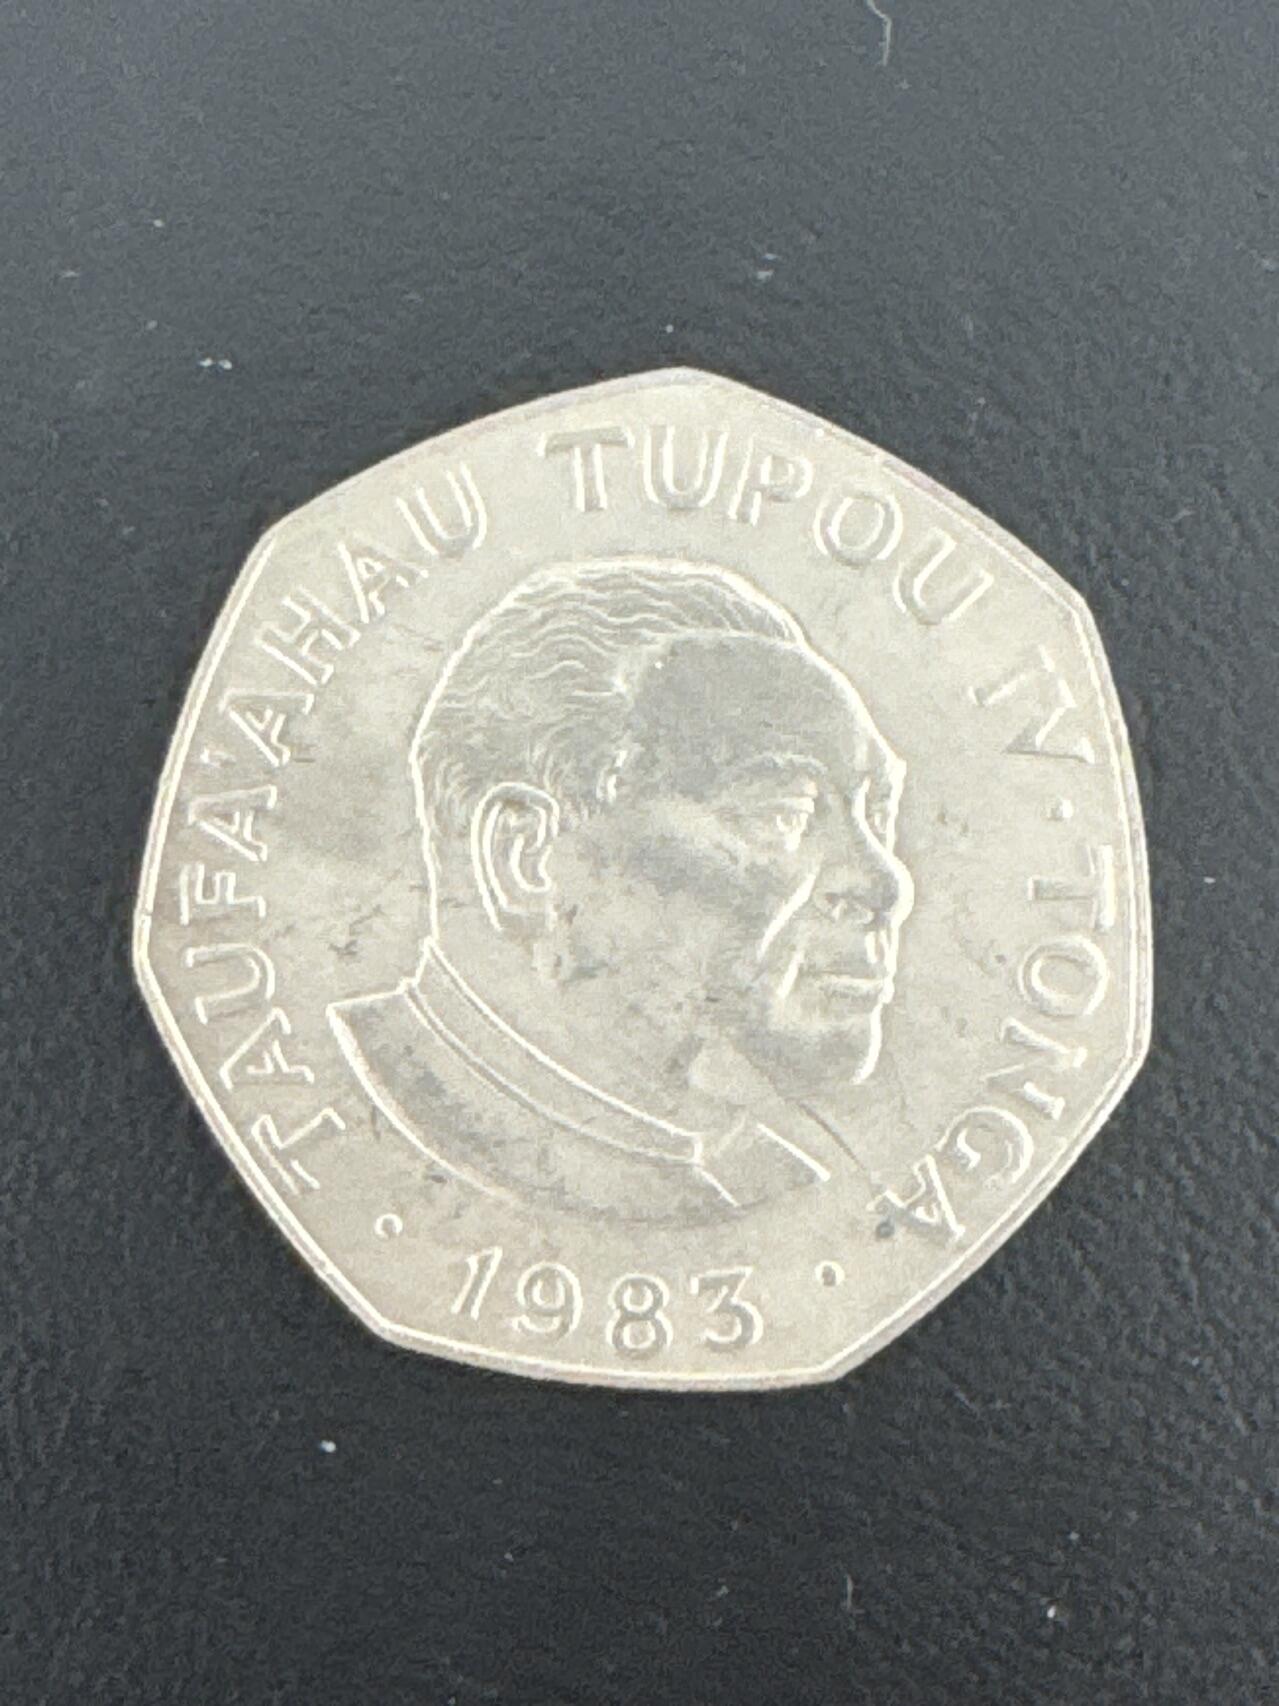 · TAUFA'AHAU TUPOU IV · TONGA ·
1983